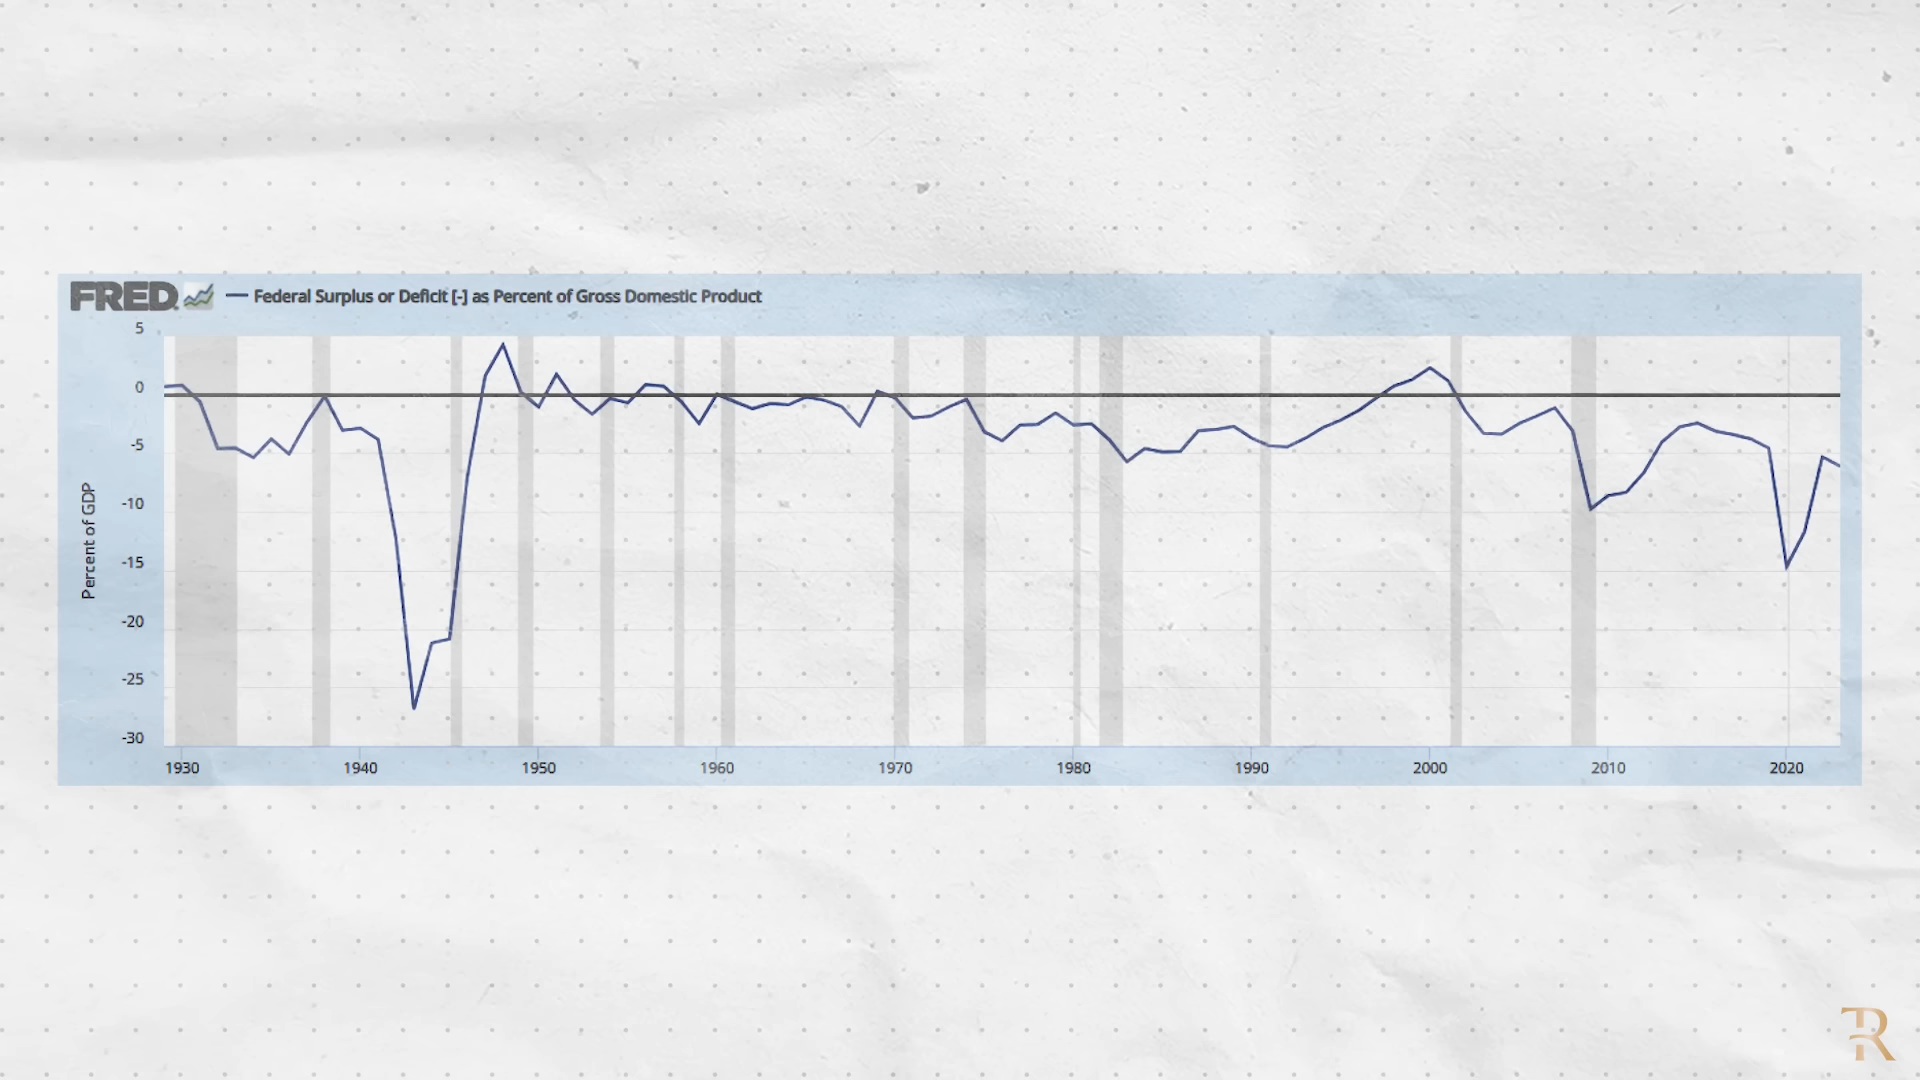 FRED
Federal Surplus or Deficit [-] as Percent of Gross Domestic Product
5
0
-5
-10
-15
-20
-25
-30
Percent of GDP
1930 1940 1950 1960 1970 1980 1990 2000 2010 2020
R